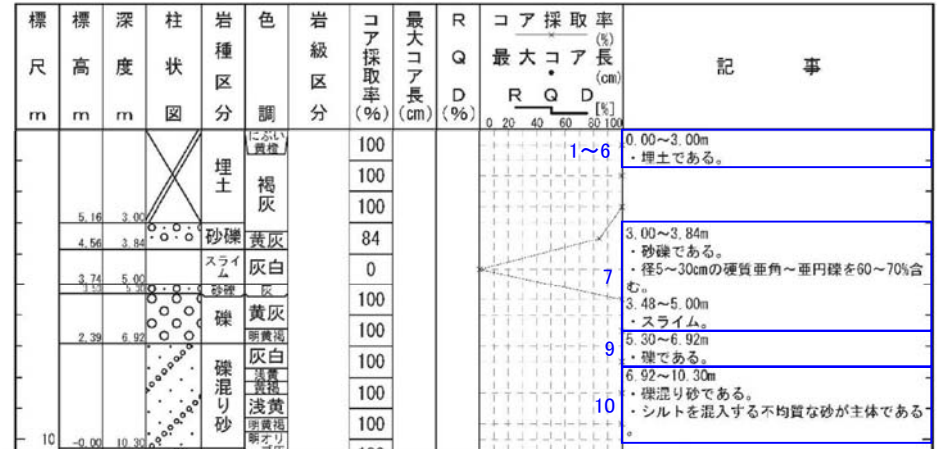 標尺 m
標高 m
深度 m
柱状図
岩種区分
色調
岩級区分
コア採取率(%)
最大コア長(cm)
RQD(%)
コア採取率
(%)
最大コア長
(cm)
RQD
[%]
0 20 40 60 80 100
記事
埋土
にぶい黄橙
褐灰
100
100
100
1～6
0.00～3.00m
・埋土である。
5.16 3.00
砂礫
黄灰
84
4.56 3.84
3.00～3.84m
・砂礫である。
・径5～30cmの硬質亜角～亜円礫を60～70%含
む。
7
3.48～5.00m
・スライム。
スライム
灰白
0
3.74 5.00
砂礫
灰
5.30
礫
黄灰
明黄褐
100
100
2.39 6.92
9
5.30～6.92m
・礫である。
礫混り砂
灰白
浅黄
黄褐
浅黄
明黄褐
100
100
100
10
6.92～10.30m
・礫混り砂である。
・シルトを混入する不均質な砂が主体である
。
10
-0.00 10.30